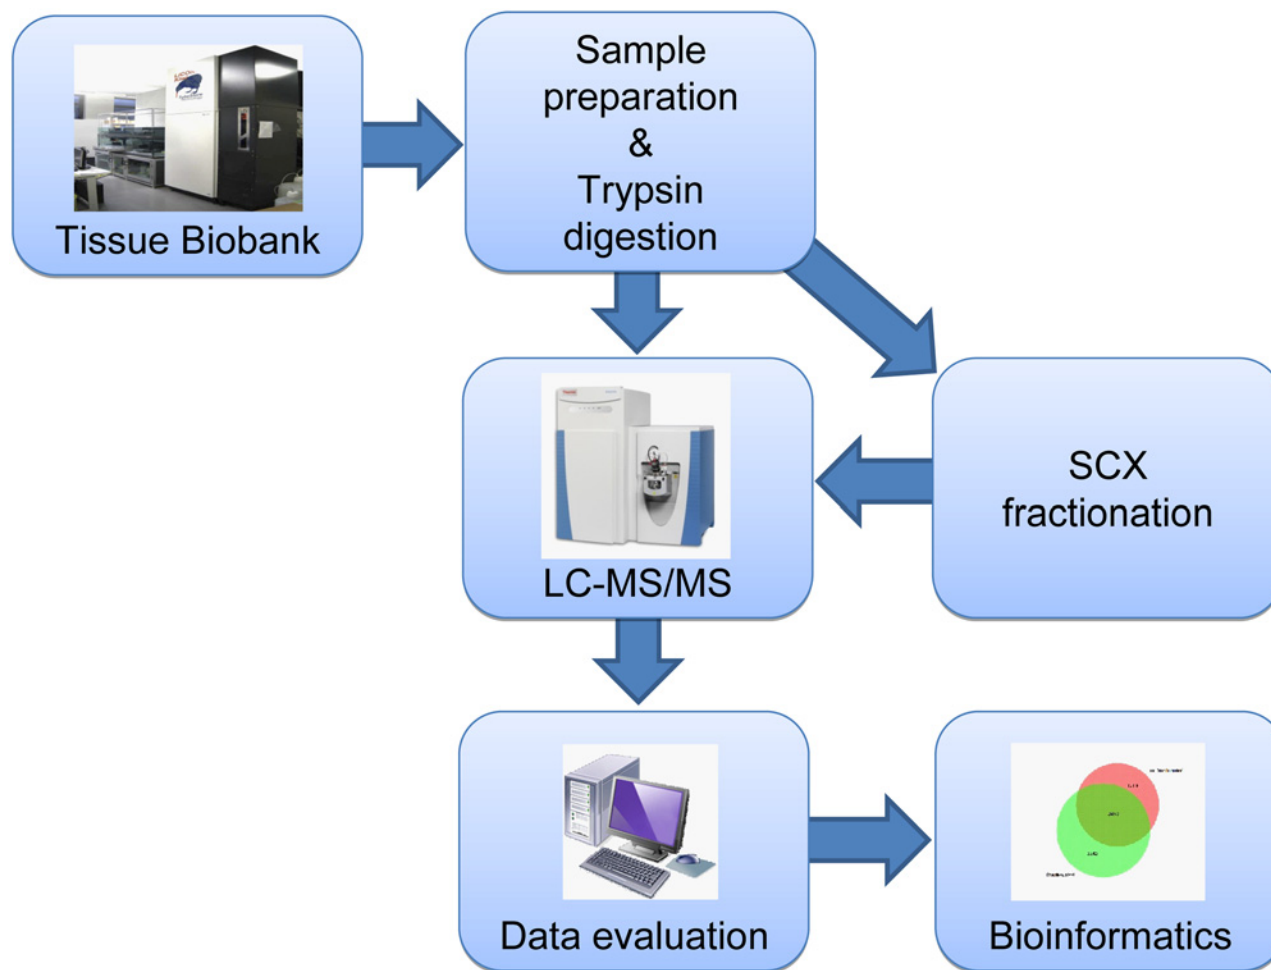 Tissue Biobank
Sample
preparation
&
Trypsin
digestion
LC-MS/MS
SCX
fractionation
Data evaluation
Bioinformatics